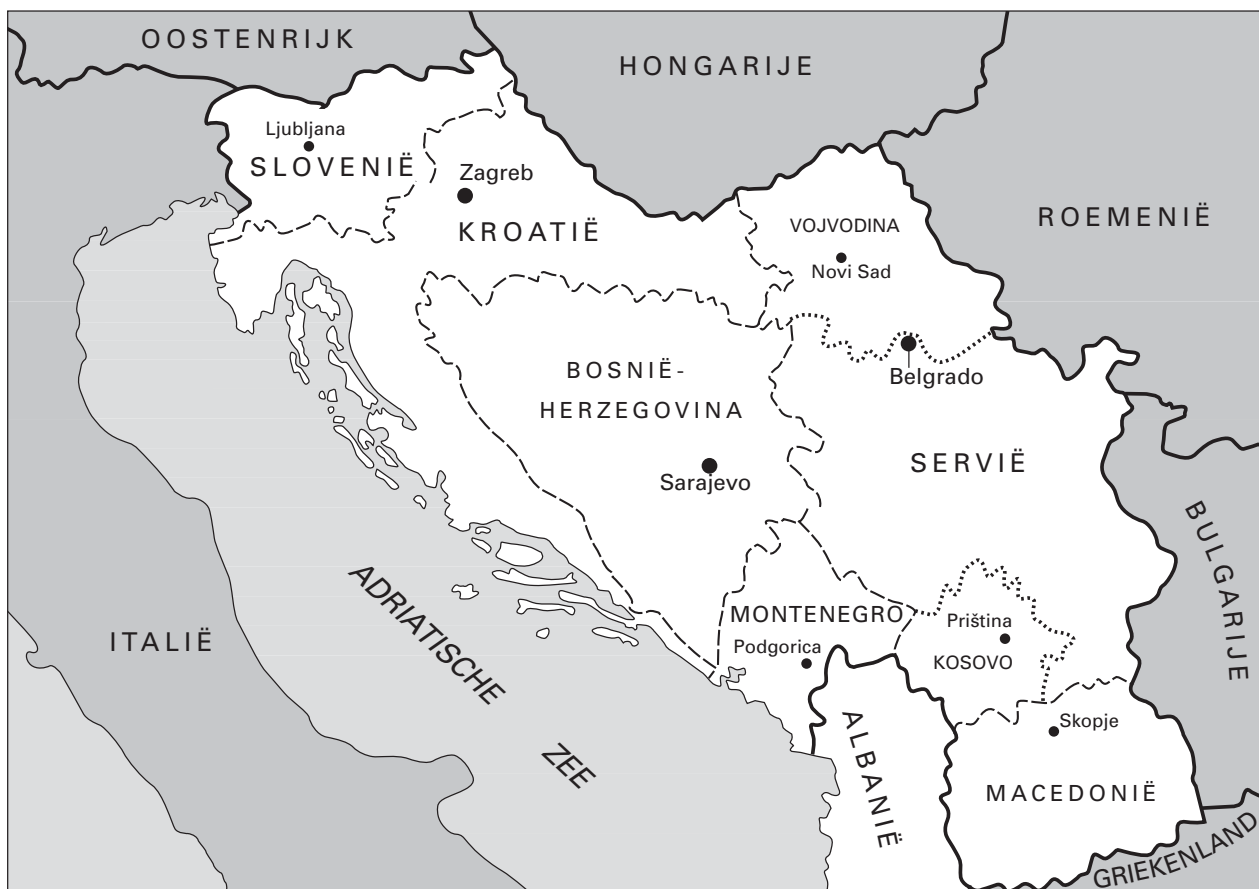 OOSTENRIJK
HONGARIJE
Ljubljana
SLOVENIË
Zagreb
KROATIË
VOJVODINA
Novi Sad
ROEMENIË
BOSNIË-
HERZEGOVINA
Belgrado
Sarajevo
SERVIË
BULGARIJE
ADRIATISCHE
ZEE
ITALIË
MONTENEGRO
Podgorica
Priština
KOSOVO
ALBANIË
Skopje
MACEDONIË
GRIEKENLAND